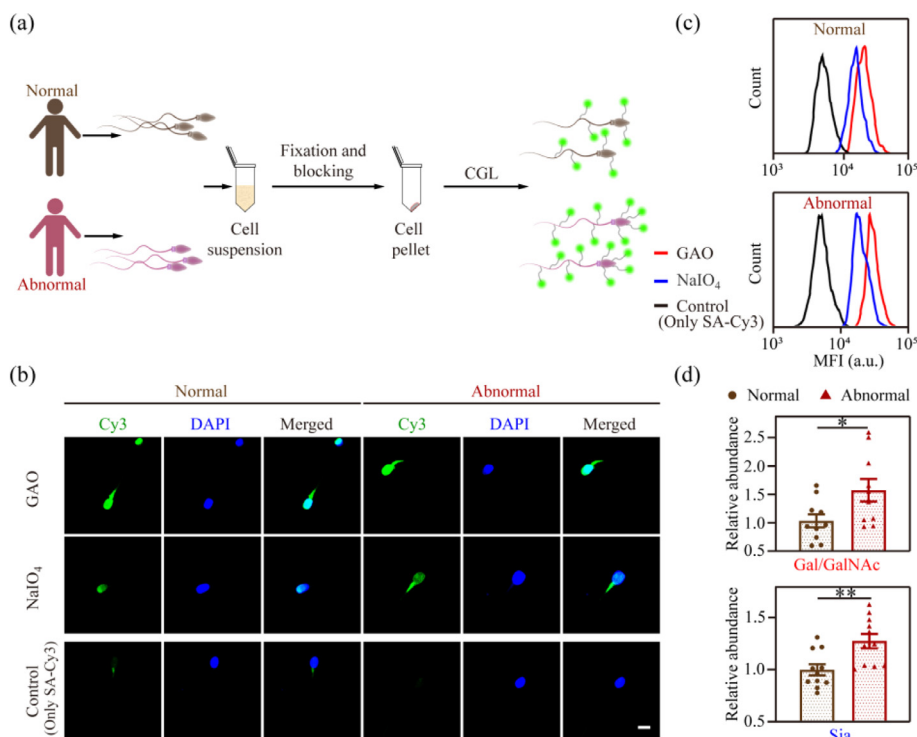 (a)
Normal
Abnormal
Cell
suspension
Fixation and
blocking
Cell
pellet
CGL
GAO
NaIO₄
Control
(Only SA-Cy3)
(c)
Normal
Count
10³ 10⁴ 10⁵
Abnormal
Count
10³ 10⁴ 10⁵
MFI (a.u.)
(b)
Normal Abnormal
Cy3 DAPI Merged Cy3 DAPI Merged
GAO
NaIO₄
Control
(Only SA-Cy3)
(d)
Normal Abnormal
Relative abundance
2.5
2.0
1.5
1.0
0.5
*
Gal/GalNAc
Relative abundance
1.5
1.0
0.5
**
Sia